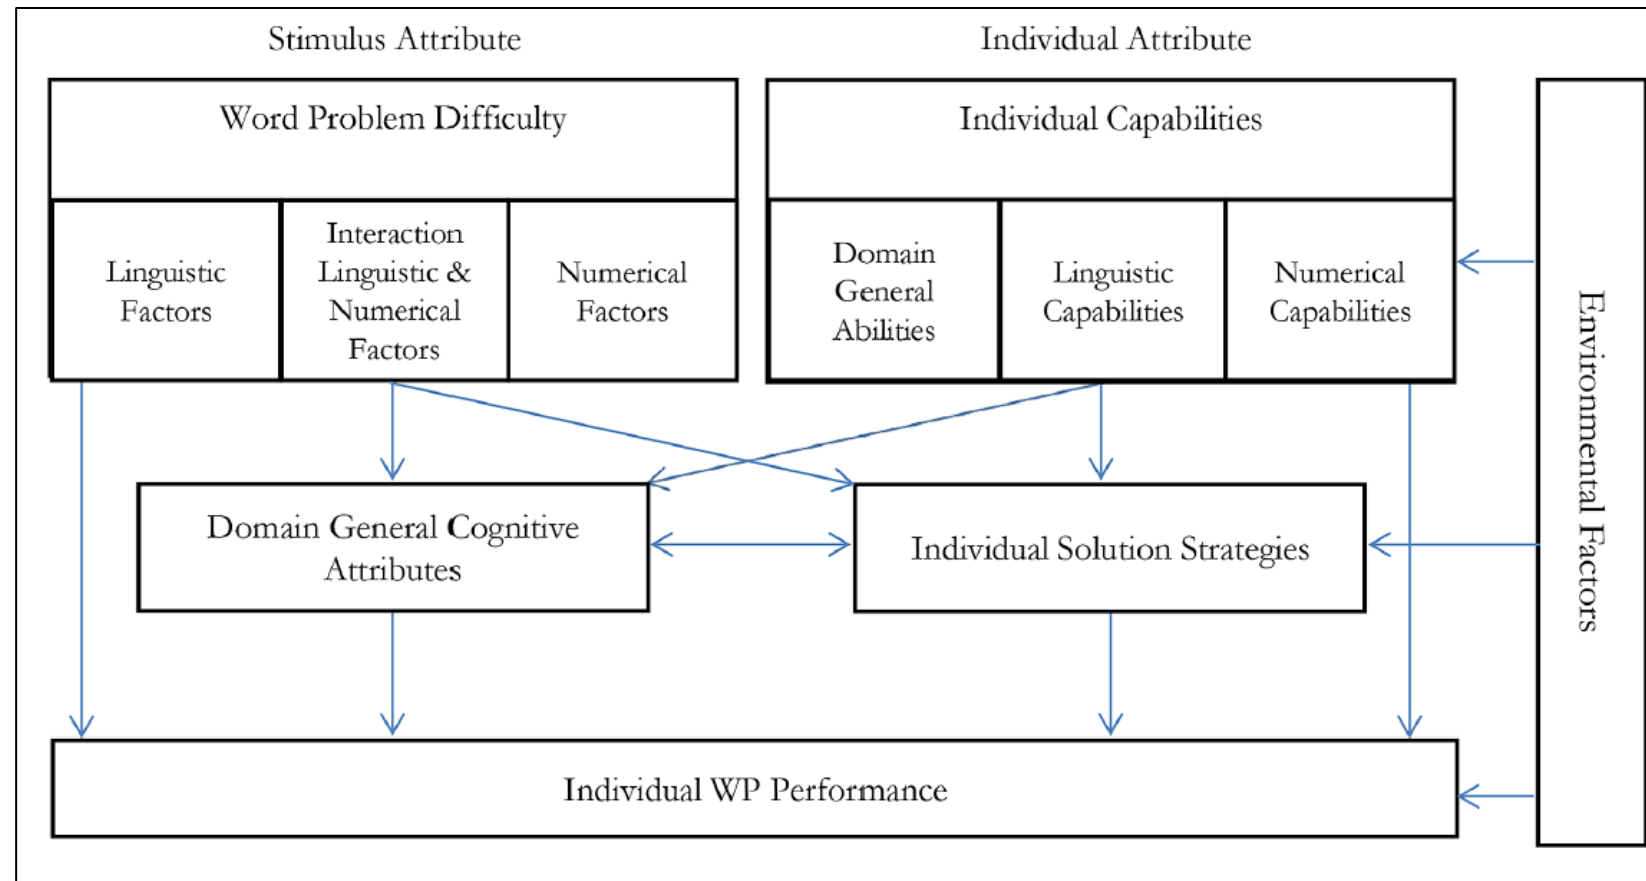 Stimulus Attribute
Individual Attribute
Word Problem Difficulty
Individual Capabilities
Linguistic
Factors
Interaction
Linguistic &
Numerical
Factors
Numerical
Factors
Domain
General
Abilities
Linguistic
Capabilities
Numerical
Capabilities
Environmental Factors
Domain General Cognitive
Attributes
Individual Solution Strategies
Individual WP Performance